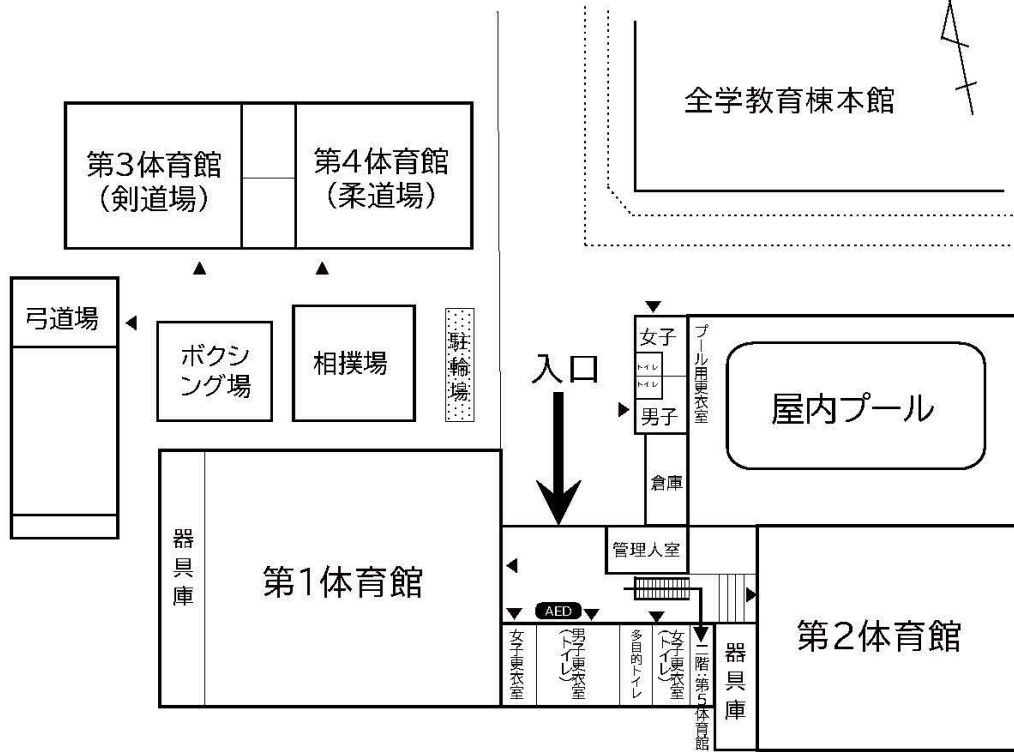 全学教育棟本館
第3体育館
（剣道場）
第4体育館
（柔道場）
弓道場
ボクシ
ング場
相撲場
駐輪場
入口
女子
トイレ
トイレ
男子
プール用更衣室
屋内プール
倉庫
器具庫
第1体育館
管理人室
AED
女子更衣室
男子更衣室
（トイレ）
多目的トイレ
女子更衣室
（トイレ）
二階:第5体育館
器具庫
第2体育館